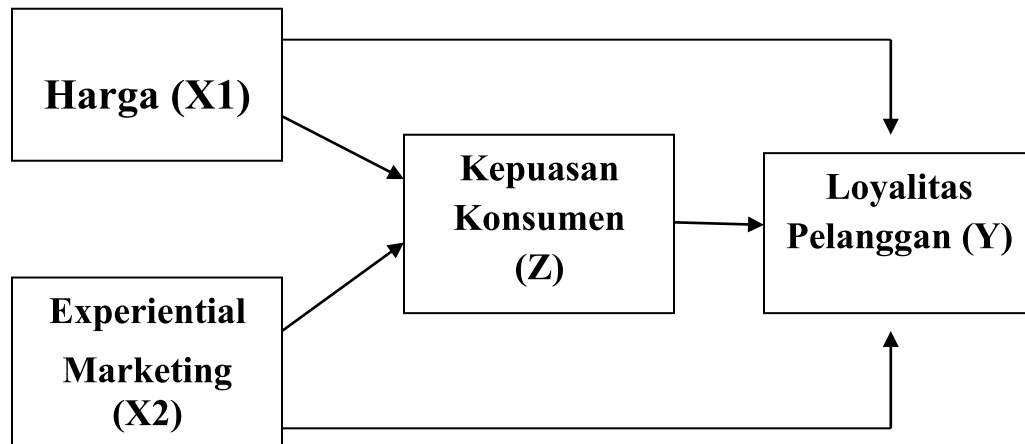 Harga (X1)
Kepuasan
Konsumen
(Z)
Loyalitas
Pelanggan (Y)
Experiential
Marketing
(X2)